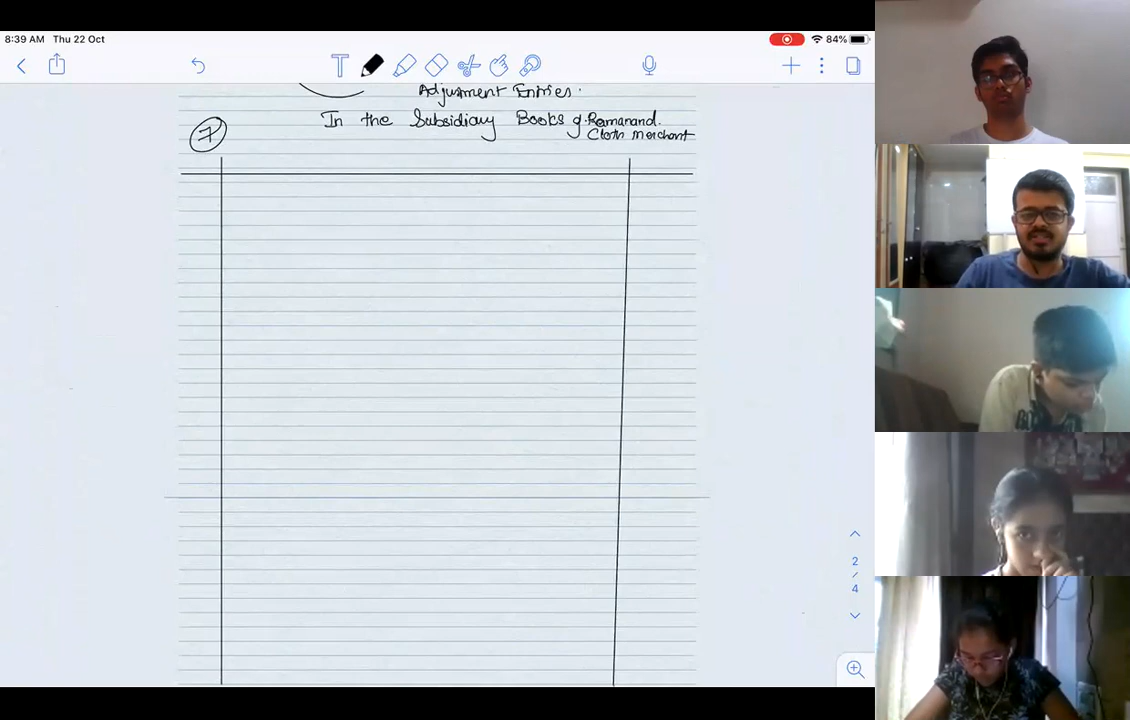 8:39 AM Thu 22 Oct
84%
Adjustment Entries.
7
In the Subsidiary Books of Ramanand.
Cloth Merchant
2
/
4